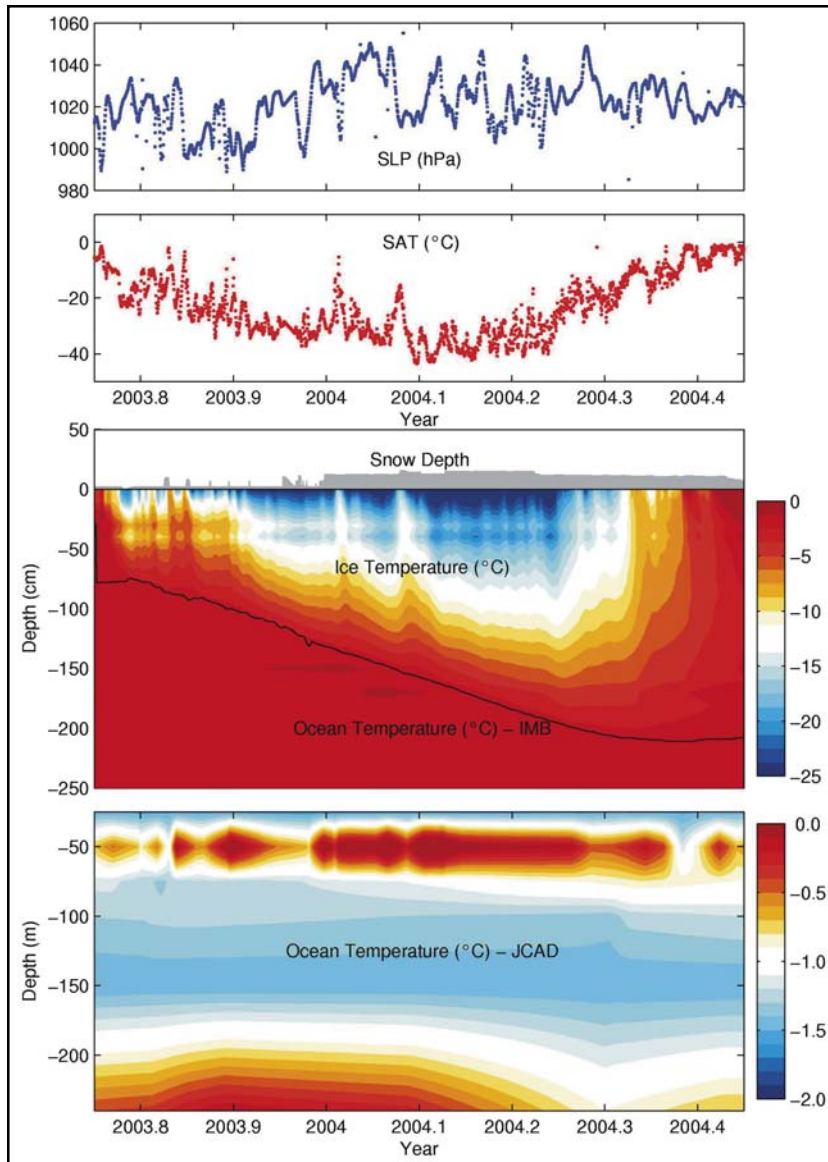 1060
1040
1020
1000
980
SLP (hPa)
0
−20
−40
SAT (°C)
2003.8 2003.9 2004 2004.1 2004.2 2004.3 2004.4
Year
50
0
−50
−100
−150
−200
−250
Depth (cm)
Snow Depth
Ice Temperature (°C)
Ocean Temperature (°C) – IMB
0
−5
−10
−15
−20
−25
−50
−100
−150
−200
Depth (m)
Ocean Temperature (°C) – JCAD
0.0
−0.5
−1.0
−1.5
−2.0
2003.8 2003.9 2004 2004.1 2004.2 2004.3 2004.4
Year